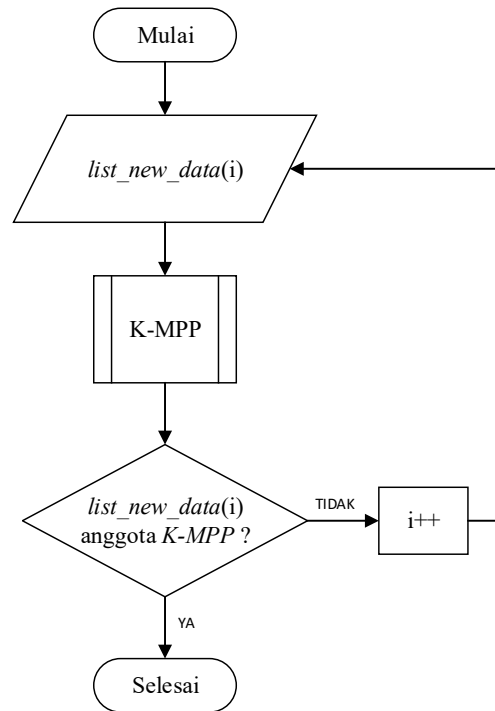 Mulai
list_new_data(i)
K-MPP
list_new_data(i)
anggota K-MPP ?
TIDAK
i++
YA
Selesai